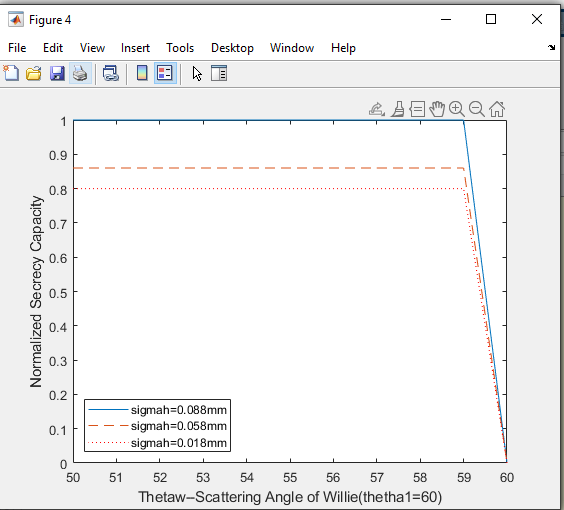 Figure 4
File Edit View Insert Tools Desktop Window Help
1
0.9
0.8
0.7
0.6
0.5
0.4
0.3
0.2
0.1
0
Normalized Secrecy Capacity
sigmah=0.088mm
sigmah=0.058mm
sigmah=0.018mm
50 51 52 53 54 55 56 57 58 59 60
Thetaw--Scattering Angle of Willie(thetha1=60)